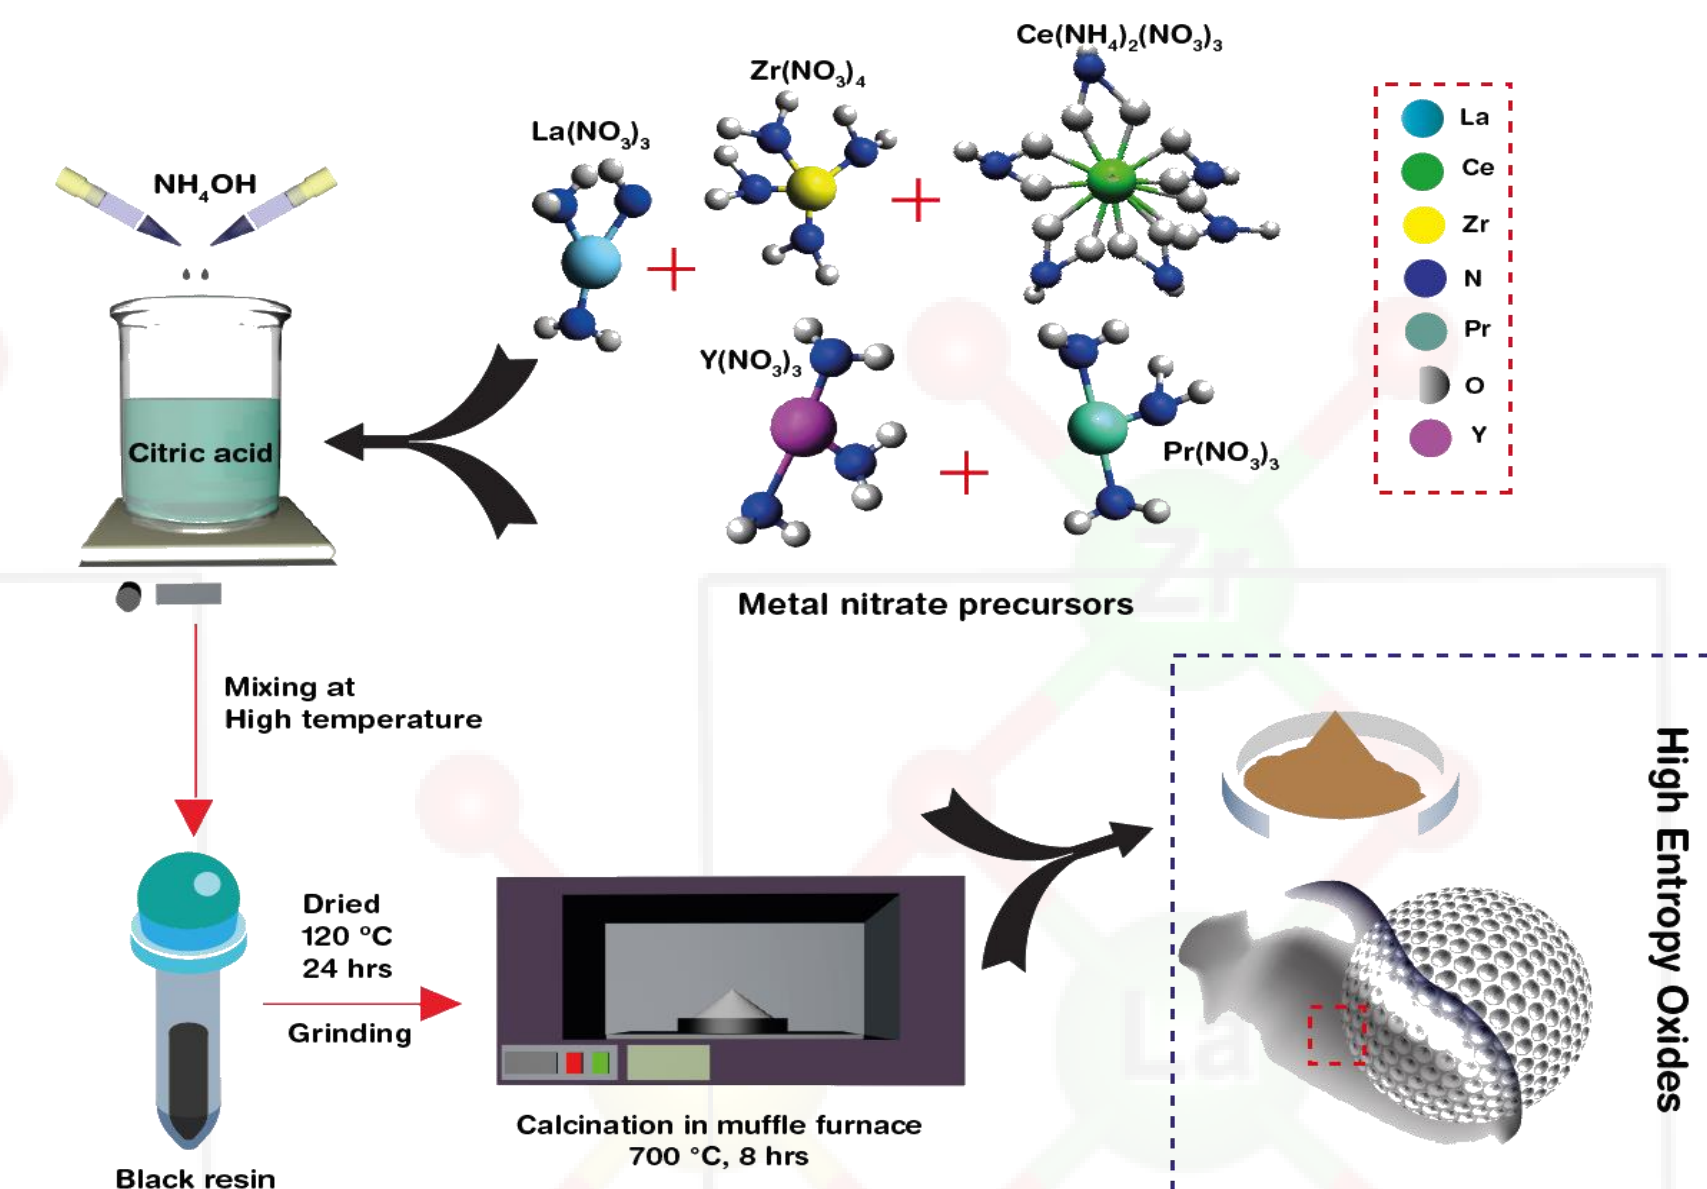 Ce(NH₄)₂(NO₃)₃
Zr(NO₃)₄
La(NO₃)₃
NH₄OH
La
Ce
Zr
N
Pr
O
Y
Y(NO₃)₃
Pr(NO₃)₃
Citric acid
Metal nitrate precursors
Zr
Mixing at
High temperature
High Entropy Oxides
Dried
120 °C
24 hrs
Grinding
La
Calcination in muffle furnace
700 °C, 8 hrs
Black resin